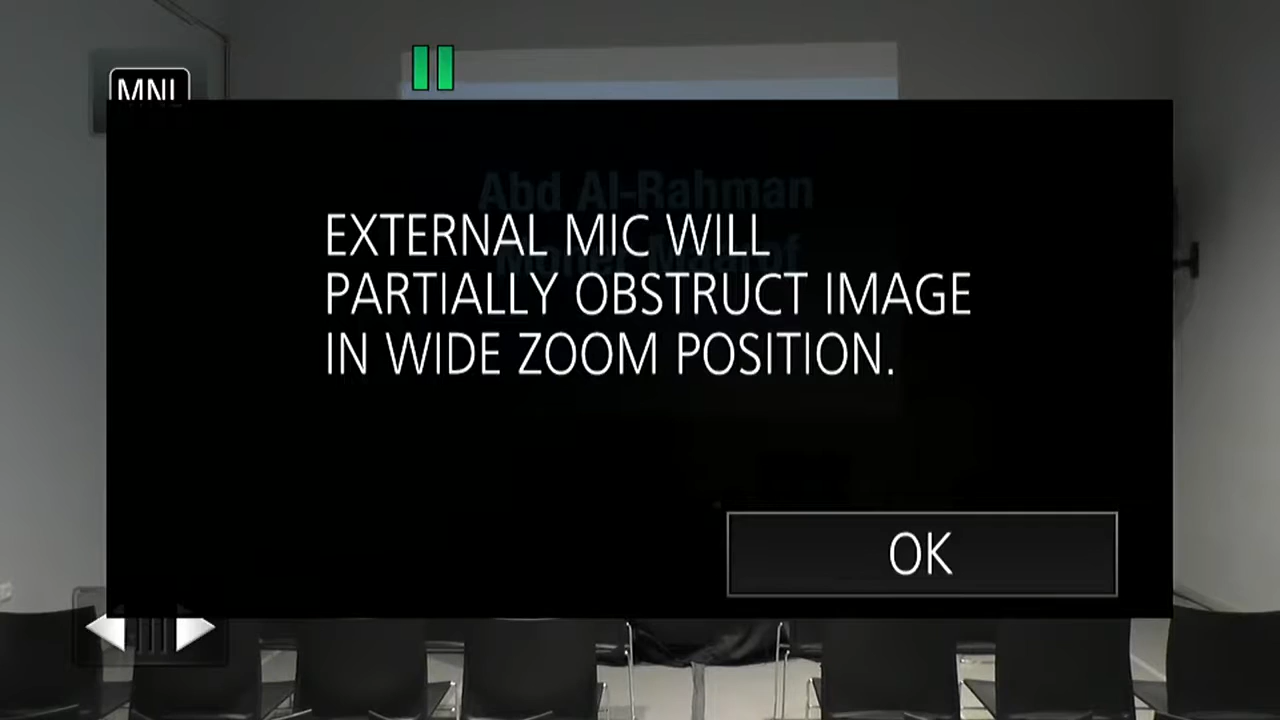 MNL
Abd Al-Rahman
EXTERNAL MIC WILL
PARTIALLY OBSTRUCT IMAGE
IN WIDE ZOOM POSITION.
OK